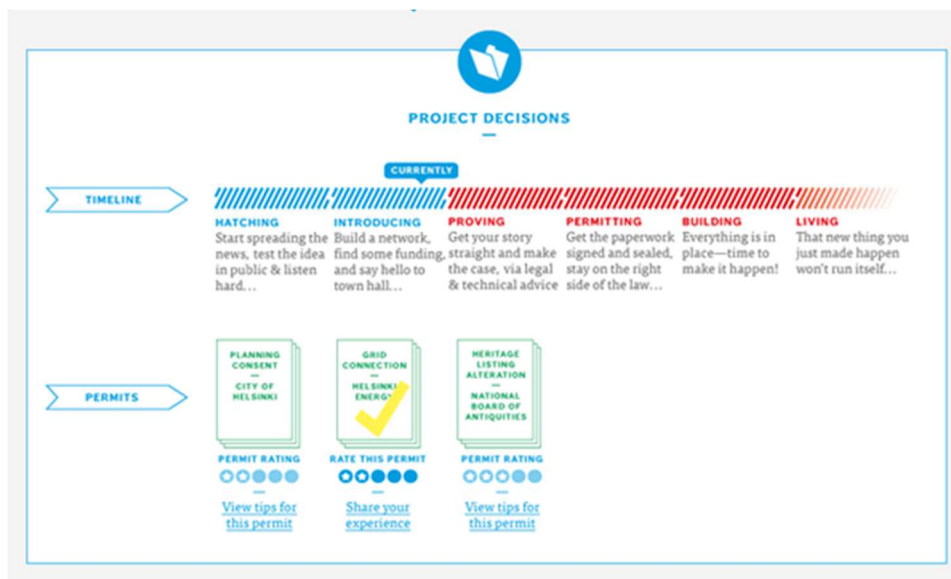 PROJECT DECISIONS
CURRENTLY
TIMELINE
HATCHING
Start spreading the
news, test the idea
in public & listen
hard...
INTRODUCING
Build a network,
find some funding,
and say hello to
town hall...
PROVING
Get your story
straight and make
the case, via legal
& technical advice
PERMITTING
Get the paperwork
signed and sealed,
stay on the right
side of the law...
BUILDING
Everything is in
place—time to
make it happen!
LIVING
That new thing you
just made happen
won't run itself...
PERMITS
PLANNING
CONSENT
—
CITY OF
HELSINKI
PERMIT RATING
View tips for
this permit
GRID
CONNECTION
—
HELSINKI
ENERGY
RATE THIS PERMIT
Share your
experience
HERITAGE
LISTING
ALTERATION
—
NATIONAL
BOARD OF
ANTIQUITIES
PERMIT RATING
View tips for
this permit